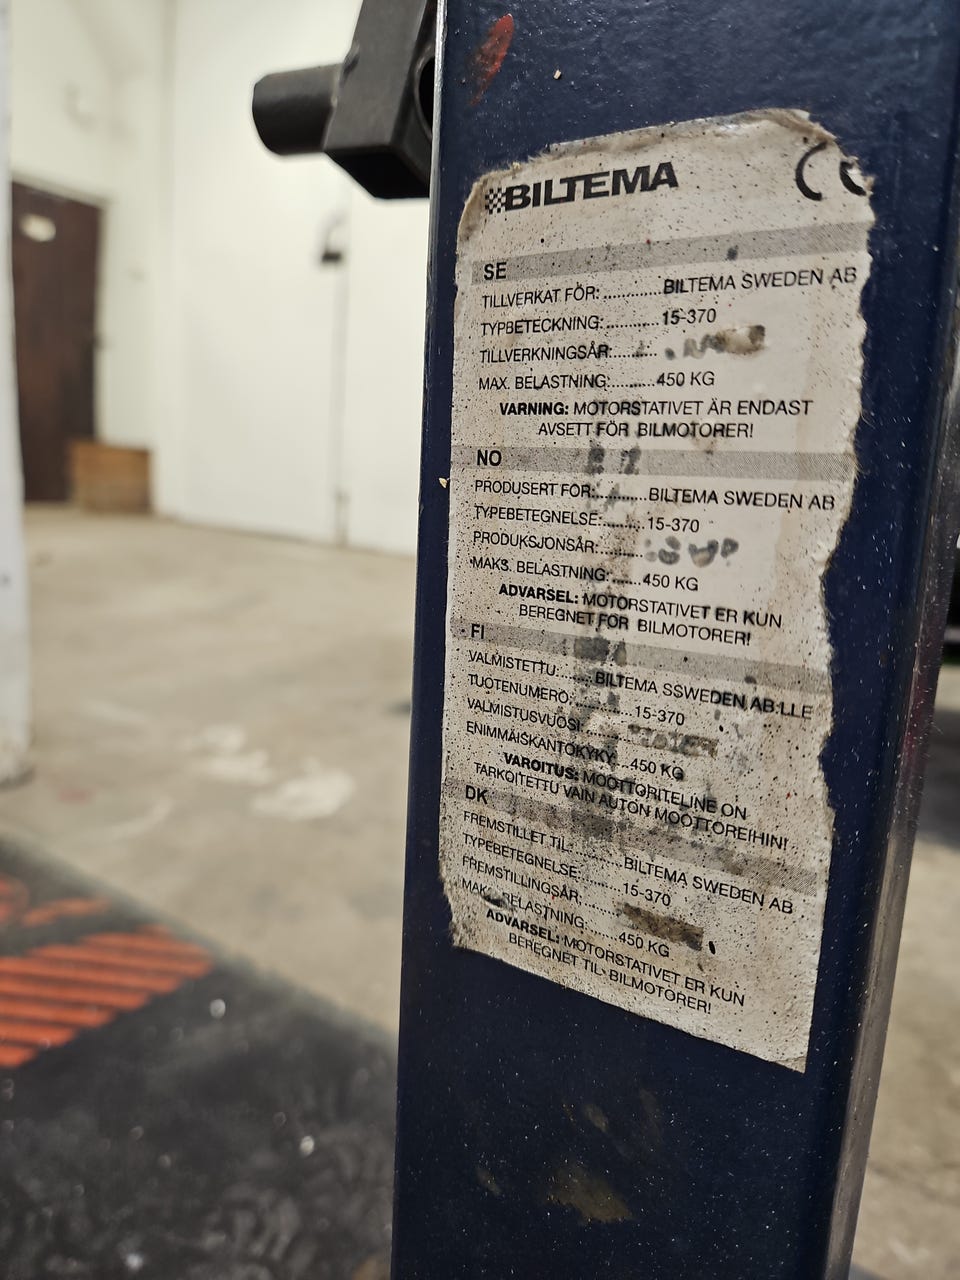 BILTEMA CE
SE
TILLVERKAT FÖR:............BILTEMA SWEDEN AB
TYPBETECKNING:...........15-370
TILLVERKNINGSÅR:.........
MAX. BELASTNING:.........450 KG
VARNING: MOTORSTATIVET ÄR ENDAST
AVSETT FÖR BILMOTORER!
NO
PRODUSERT FOR:...........BILTEMA SWEDEN AB
TYPEBETEGNELSE:.........15-370
PRODUKSJONSÅR:.........
MAKS. BELASTNING:.......450 KG
ADVARSEL: MOTORSTATIVET ER KUN
BEREGNET FOR BILMOTORER!
FI
VALMISTETTU:........BILTEMA SSWEDEN AB:LLE
TUOTENUMERO:.............15-370
VALMISTUSVUOSI:
ENIMMÄISKANTOKYKY:...450 KG
VAROITUS: MOOTTORITELINE ON
TARKOITETTU VAIN AUTON MOOTTOREIHIN!
DK
FREMSTILLET TIL:...........BILTEMA SWEDEN AB
TYPEBETEGNELSE:.........15-370
FREMSTILLINGSÅR:......
MAKS. BELASTNING:.......450 KG
ADVARSEL: MOTORSTATIVET ER KUN
BEREGNET TIL BILMOTORER!